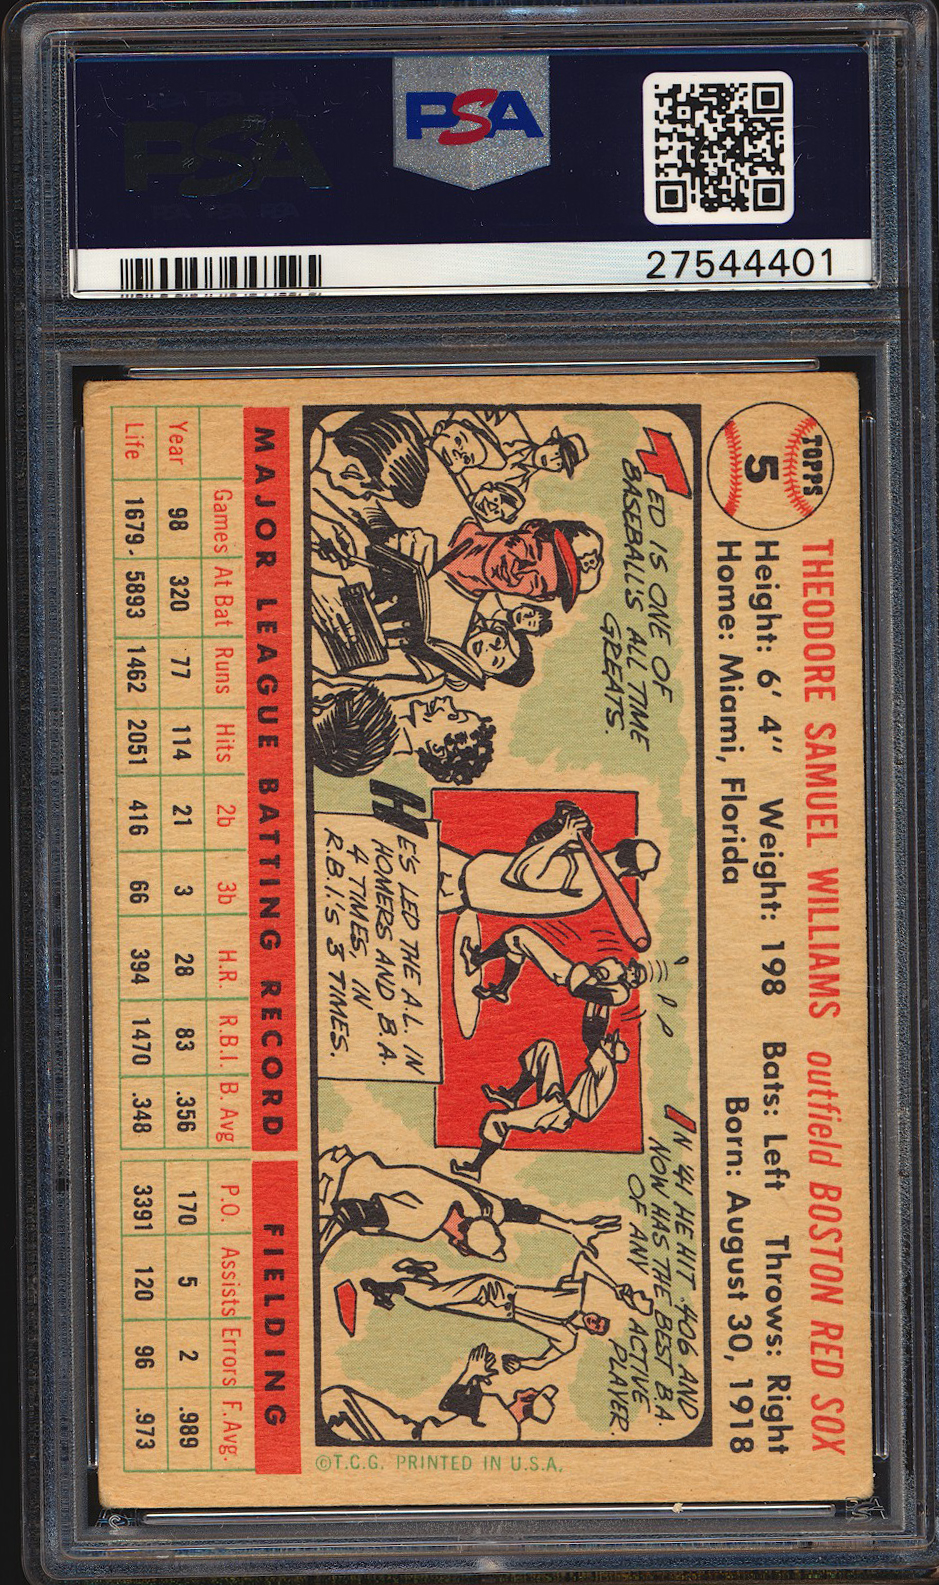 PSA
PSA
27544401
TOPPS
5
THEODORE SAMUEL WILLIAMS outfield BOSTON RED SOX
Height: 6' 4" Weight: 198 Bats: Left Throws: Right
Home: Miami, Florida Born: August 30, 1918
TED IS ONE OF
BASEBALL'S ALL TIME
GREATS.
HE'S LED THE A.L. IN
HOMERS AND B.A.
4 TIMES, IN
R.B.I.'S 3 TIMES.
IN '41 HE HIT .406 AND
NOW HAS THE BEST B.A.
OF ANY ACTIVE
PLAYER.
MAJOR LEAGUE BATTING RECORD FIELDING
Games At Bat Runs Hits 2b 3b H.R. R.B.I. B. Avg P.O. Assists Errors F. Avg.
Year 98 320 77 114 21 3 28 83 .356 170 5 2 .989
Life 1679 5893 1462 2051 416 66 394 1470 .348 3391 120 96 .973
©T.C.G. PRINTED IN U.S.A.